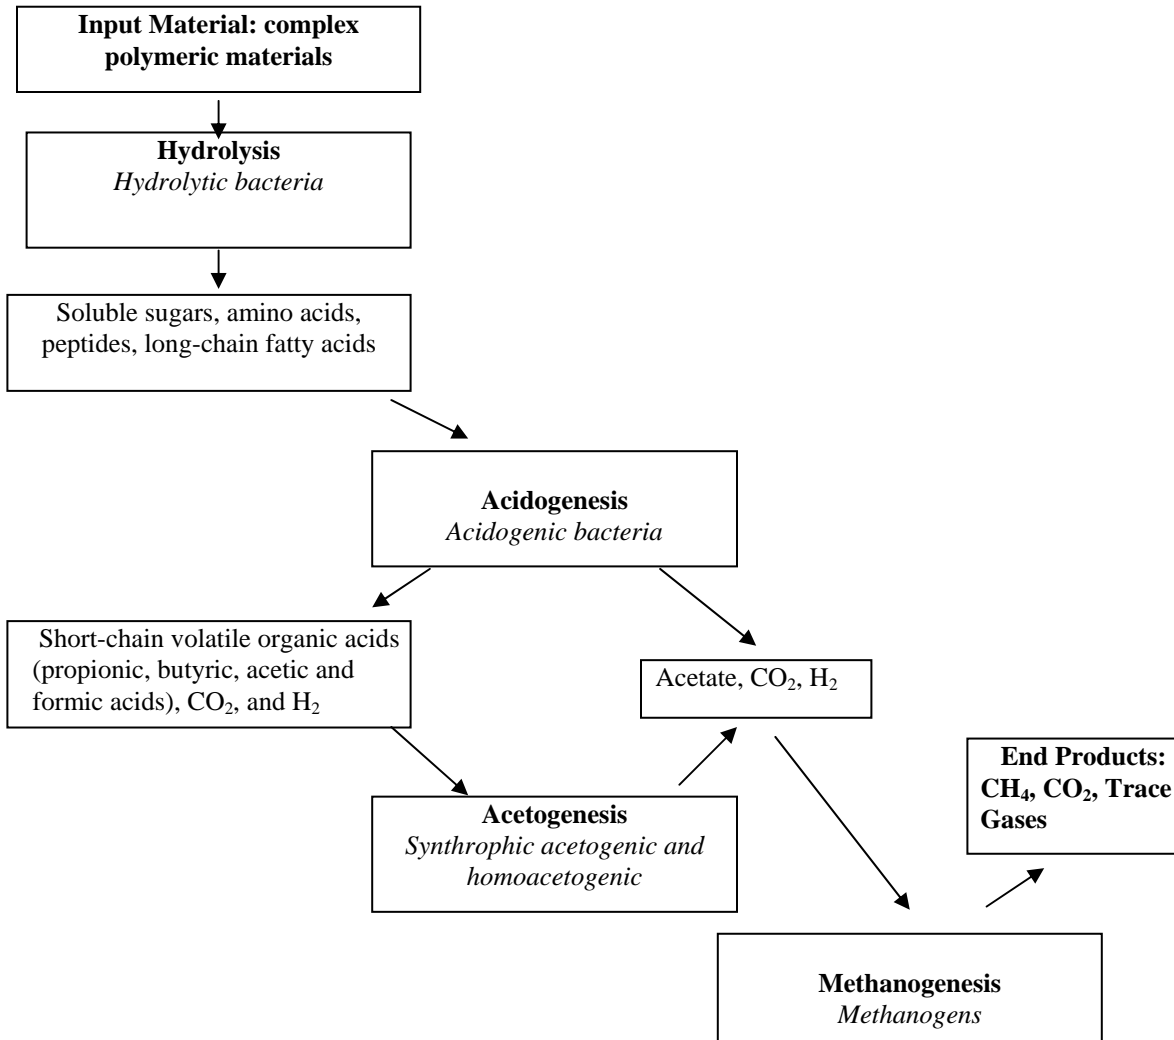 Input Material: complex
polymeric materials
Hydrolysis
Hydrolytic bacteria
Soluble sugars, amino acids,
peptides, long-chain fatty acids
Acidogenesis
Acidogenic bacteria
Short-chain volatile organic acids
(propionic, butyric, acetic and
formic acids), CO₂, and H₂
Acetate, CO₂, H₂
Acetogenesis
Synthrophic acetogenic and
homoacetogenic
End Products:
CH₄, CO₂, Trace
Gases
Methanogenesis
Methanogens